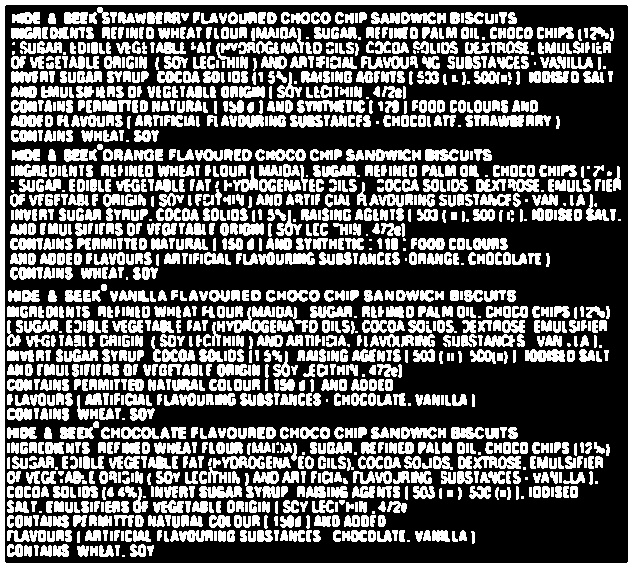 HIDE & SEEK STRAWBERRY FLAVOURED CHOCO CHIP SANDWICH BISCUITS
INGREDIENTS REFINED WHEAT FLOUR (MAIDA), SUGAR, REFINED PALM OIL, CHOCO CHIPS (12%)
[ SUGAR, EDIBLE VEGETABLE FAT (HYDROGENATED OILS) COCOA SOLIDS DEXTROSE, EMULSIFIER
OF VEGETABLE ORIGIN ( SOY LECITHIN ) AND ARTIFICIAL FLAVOURING SUBSTANCES - VANILLA ],
INVERT SUGAR SYRUP, COCOA SOLIDS (1 5%), RAISING AGENTS [ 503 (ii), 500(ii) ] IODISED SALT
AND EMULSIFIERS OF VEGETABLE ORIGIN [ SOY LECITHIN, 472e ]
CONTAINS PERMITTED NATURAL [ 150 d ] AND SYNTHETIC [ 129 ] FOOD COLOURS AND
ADDED FLAVOURS ( ARTIFICIAL FLAVOURING SUBSTANCES - CHOCOLATE, STRAWBERRY )
CONTAINS WHEAT, SOY
HIDE & SEEK ORANGE FLAVOURED CHOCO CHIP SANDWICH BISCUITS
INGREDIENTS REFINED WHEAT FLOUR ( MAIDA), SUGAR, REFINED PALM OIL, CHOCO CHIPS (12%)
[ SUGAR, EDIBLE VEGETABLE FAT ( HYDROGENATED OILS ) COCOA SOLIDS DEXTROSE, EMULSIFIER
OF VEGETABLE ORIGIN ( SOY LECITHIN ) AND ARTIFICIAL FLAVOURING SUBSTANCES - VANILLA ],
INVERT SUGAR SYRUP, COCOA SOLIDS (1 5%), RAISING AGENTS [ 503 (ii), 500 (ii) ], IODISED SALT,
AND EMULSIFIERS OF VEGETABLE ORIGIN [ SOY LECITHIN, 472e]
CONTAINS PERMITTED NATURAL [ 150 d ] AND SYNTHETIC [ 110 ] FOOD COLOURS
AND ADDED FLAVOURS ( ARTIFICIAL FLAVOURING SUBSTANCES -ORANGE, CHOCOLATE )
CONTAINS WHEAT, SOY
HIDE & SEEK VANILLA FLAVOURED CHOCO CHIP SANDWICH BISCUITS
INGREDIENTS REFINED WHEAT FLOUR (MAIDA), SUGAR, REFINED PALM OIL, CHOCO CHIPS (12%)
[ SUGAR, EDIBLE VEGETABLE FAT (HYDROGENATED OILS), COCOA SOLIDS, DEXTROSE EMULSIFIER
OF VEGETABLE ORIGIN ( SOY LECITHIN ) AND ARTIFICIAL FLAVOURING SUBSTANCES - VANILLA ],
INVERT SUGAR SYRUP COCOA SOLIDS (1 5%) RAISING AGENTS [ 503 ( ii ) 500(ii) ] IODISED SALT
AND EMULSIFIERS OF VEGETABLE ORIGIN [ SOY LECITHIN, 472e]
CONTAINS PERMITTED NATURAL COLOUR [ 150 d ] AND ADDED
FLAVOURS ( ARTIFICIAL FLAVOURING SUBSTANCES - CHOCOLATE, VANILLA )
CONTAINS WHEAT, SOY
HIDE & SEEK CHOCOLATE FLAVOURED CHOCO CHIP SANDWICH BISCUITS
INGREDIENTS REFINED WHEAT FLOUR (MAIDA), SUGAR, REFINED PALM OIL, CHOCO CHIPS (12%)
[SUGAR, EDIBLE VEGETABLE FAT (HYDROGENATED OILS), COCOA SOLIDS, DEXTROSE, EMULSIFIER
OF VEGETABLE ORIGIN ( SOY LECITHIN ) AND ARTIFICIAL FLAVOURING SUBSTANCES - VANILLA ],
COCOA SOLIDS (4 4%), INVERT SUGAR SYRUP RAISING AGENTS [ 503 ( ii ) 500 (ii) ], IODISED
SALT, EMULSIFIERS OF VEGETABLE ORIGIN [ SOY LECITHIN, 472e
CONTAINS PERMITTED NATURAL COLOUR [ 150d ] AND ADDED
FLAVOURS ( ARTIFICIAL FLAVOURING SUBSTANCES CHOCOLATE, VANILLA )
CONTAINS WHEAT, SOY